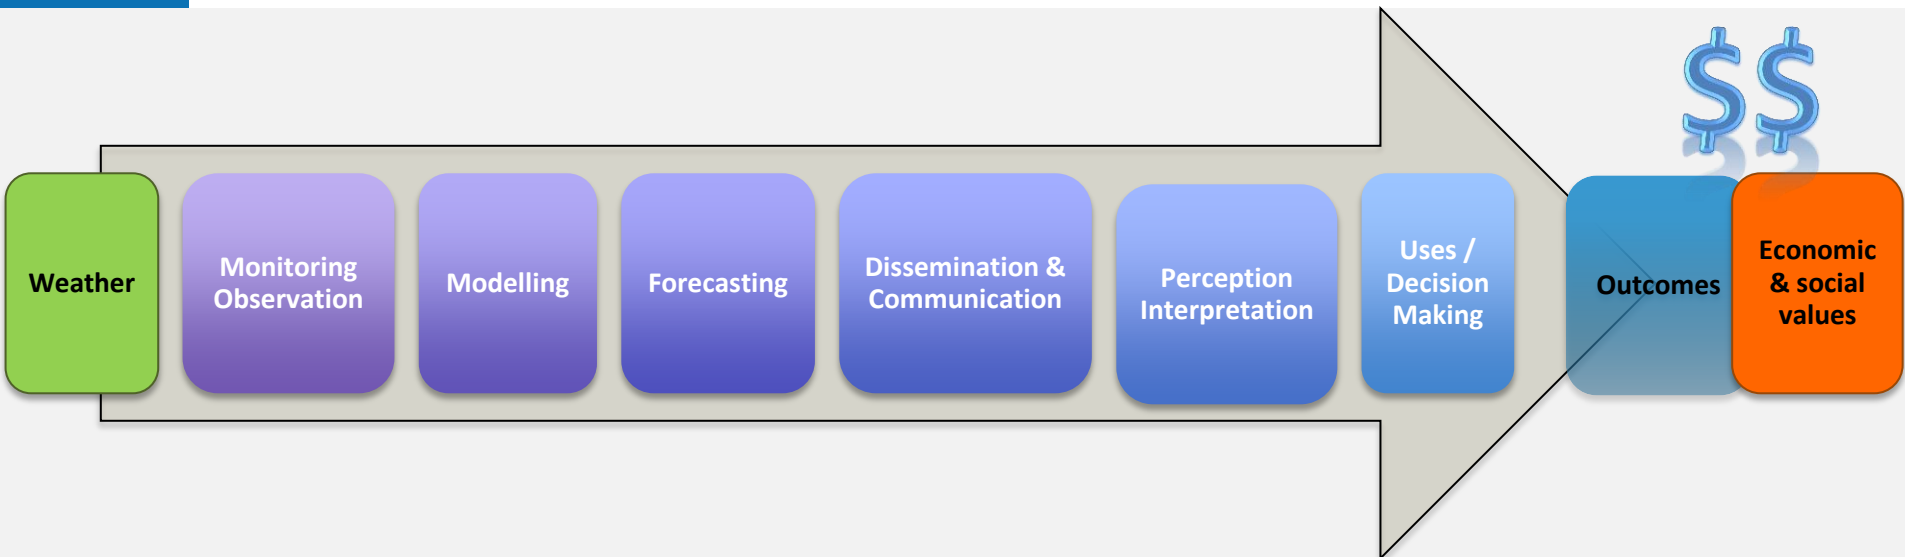 $$
Weather
Monitoring
Observation
Modelling
Forecasting
Dissemination &
Communication
Perception
Interpretation
Uses /
Decision
Making
Outcomes
Economic
& social
values